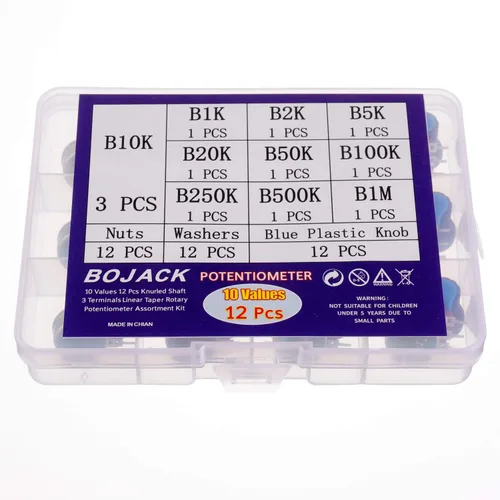 B10K
3 PCS
B1K
1 PCS
B2K
1 PCS
B5K
1 PCS
B20K
1 PCS
B50K
1 PCS
B100K
1 PCS
B250K
1 PCS
B500K
1 PCS
B1M
1 PCS
Nuts
Washers
Blue Plastic Knob
12 PCS
12 PCS
12 PCS
BOJACK
POTENTIOMETER
10 Values 12 Pcs Knurled Shaft
3 Terminals Linear Taper Rotary
Potentiometer Assortment Kit
MADE IN CHIAN
10 Values
12 Pcs
WARNING:
NOT SUITABLE FOR CHILDREN
UNDER 5 YEARS DUE TO
SMALL PARTS